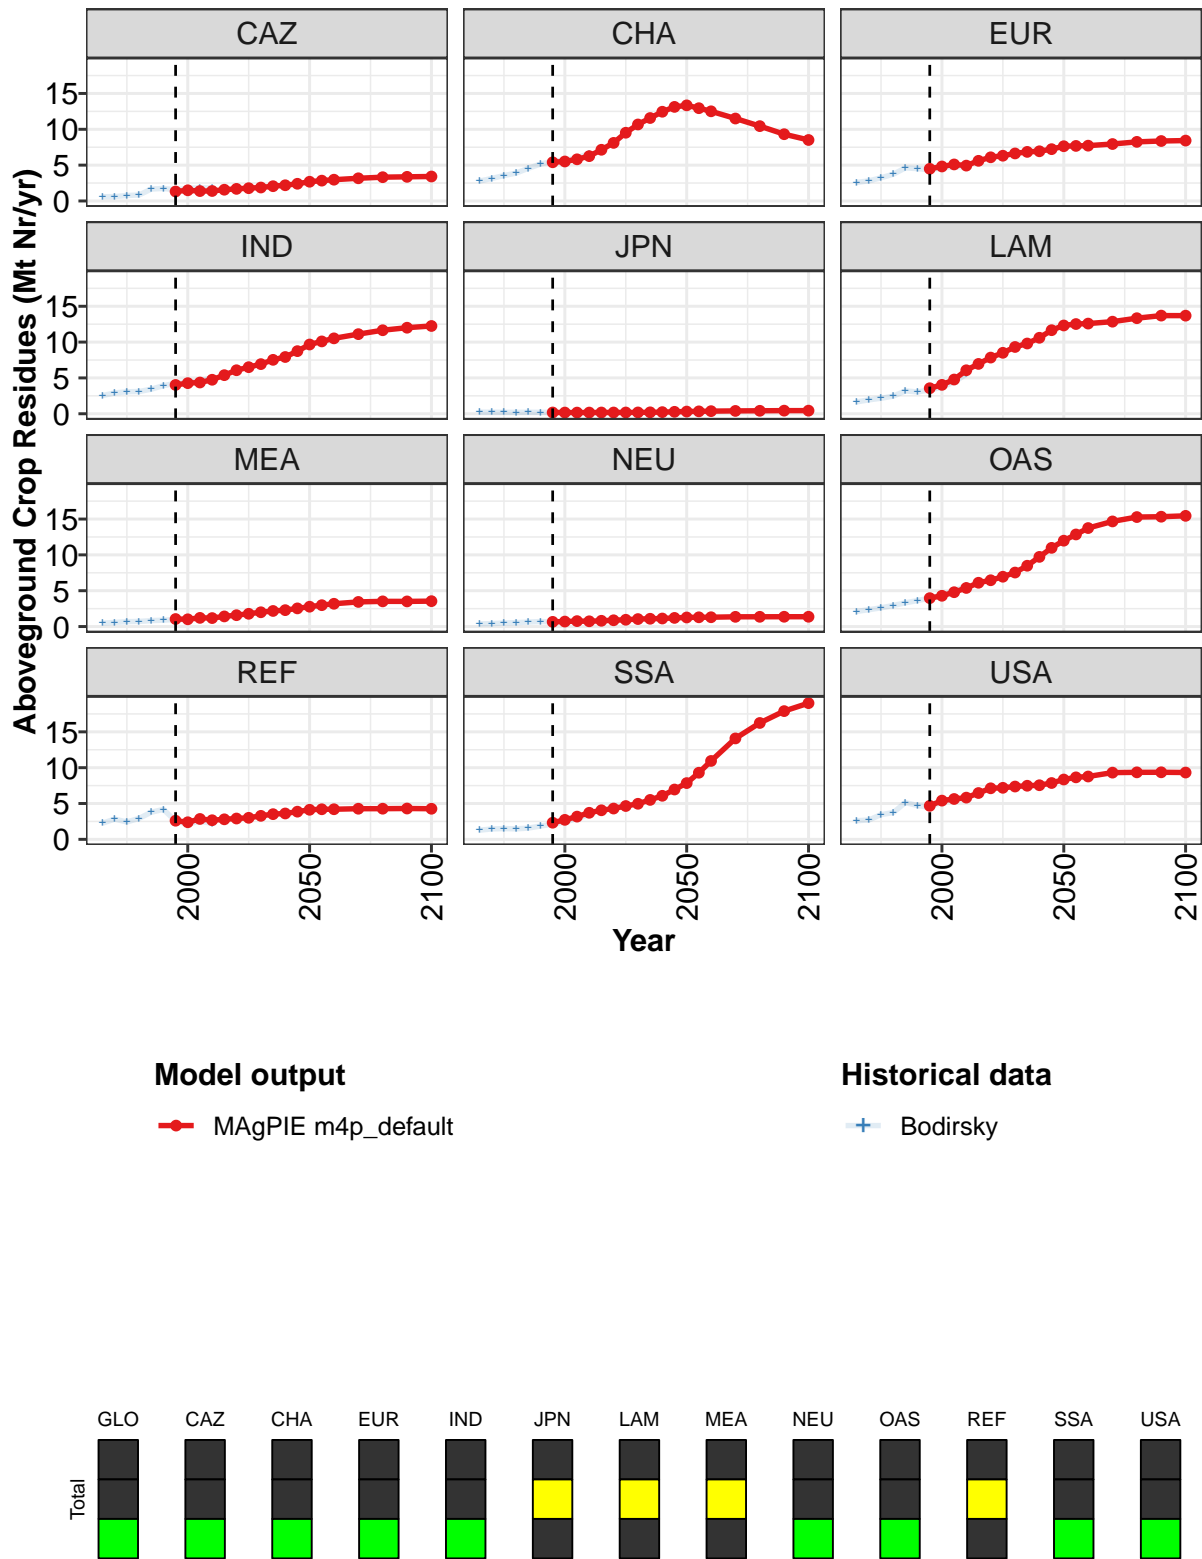 CAZ CHA EUR
15
10
5
0
IND JPN LAM
15
10
5
0
MEA NEU OAS
15
10
5
0
REF SSA USA
15
10
5
0
2000 2050 2100 2000 2050 2100 2000 2050 2100
Year
Aboveground Crop Residues (Mt Nr/yr)
Model output Historical data
MAgPIE m4p_default Bodirsky
GLO CAZ CHA EUR IND JPN LAM MEA NEU OAS REF SSA USA
Total